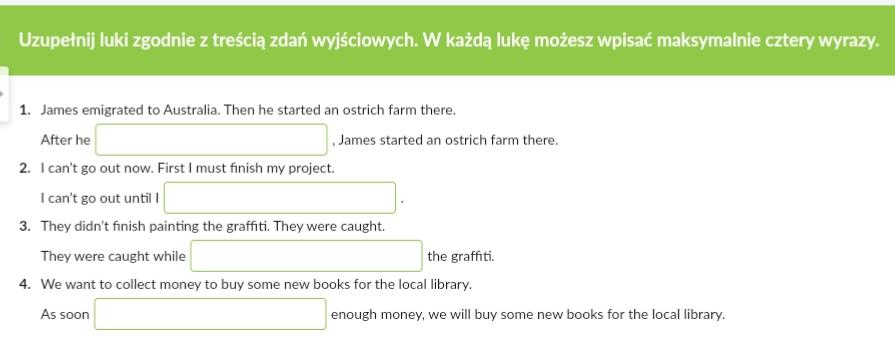 Uzupełnij luki zgodnie z treścią zdań wyjściowych. W każdą lukę możesz wpisać maksymalnie cztery wyrazy.
1. James emigrated to Australia. Then he started an ostrich farm there.
After he , James started an ostrich farm there.
2. I can't go out now. First I must finish my project.
I can't go out until I .
3. They didn't finish painting the graffiti. They were caught.
They were caught while the graffiti.
4. We want to collect money to buy some new books for the local library.
As soon enough money, we will buy some new books for the local library.